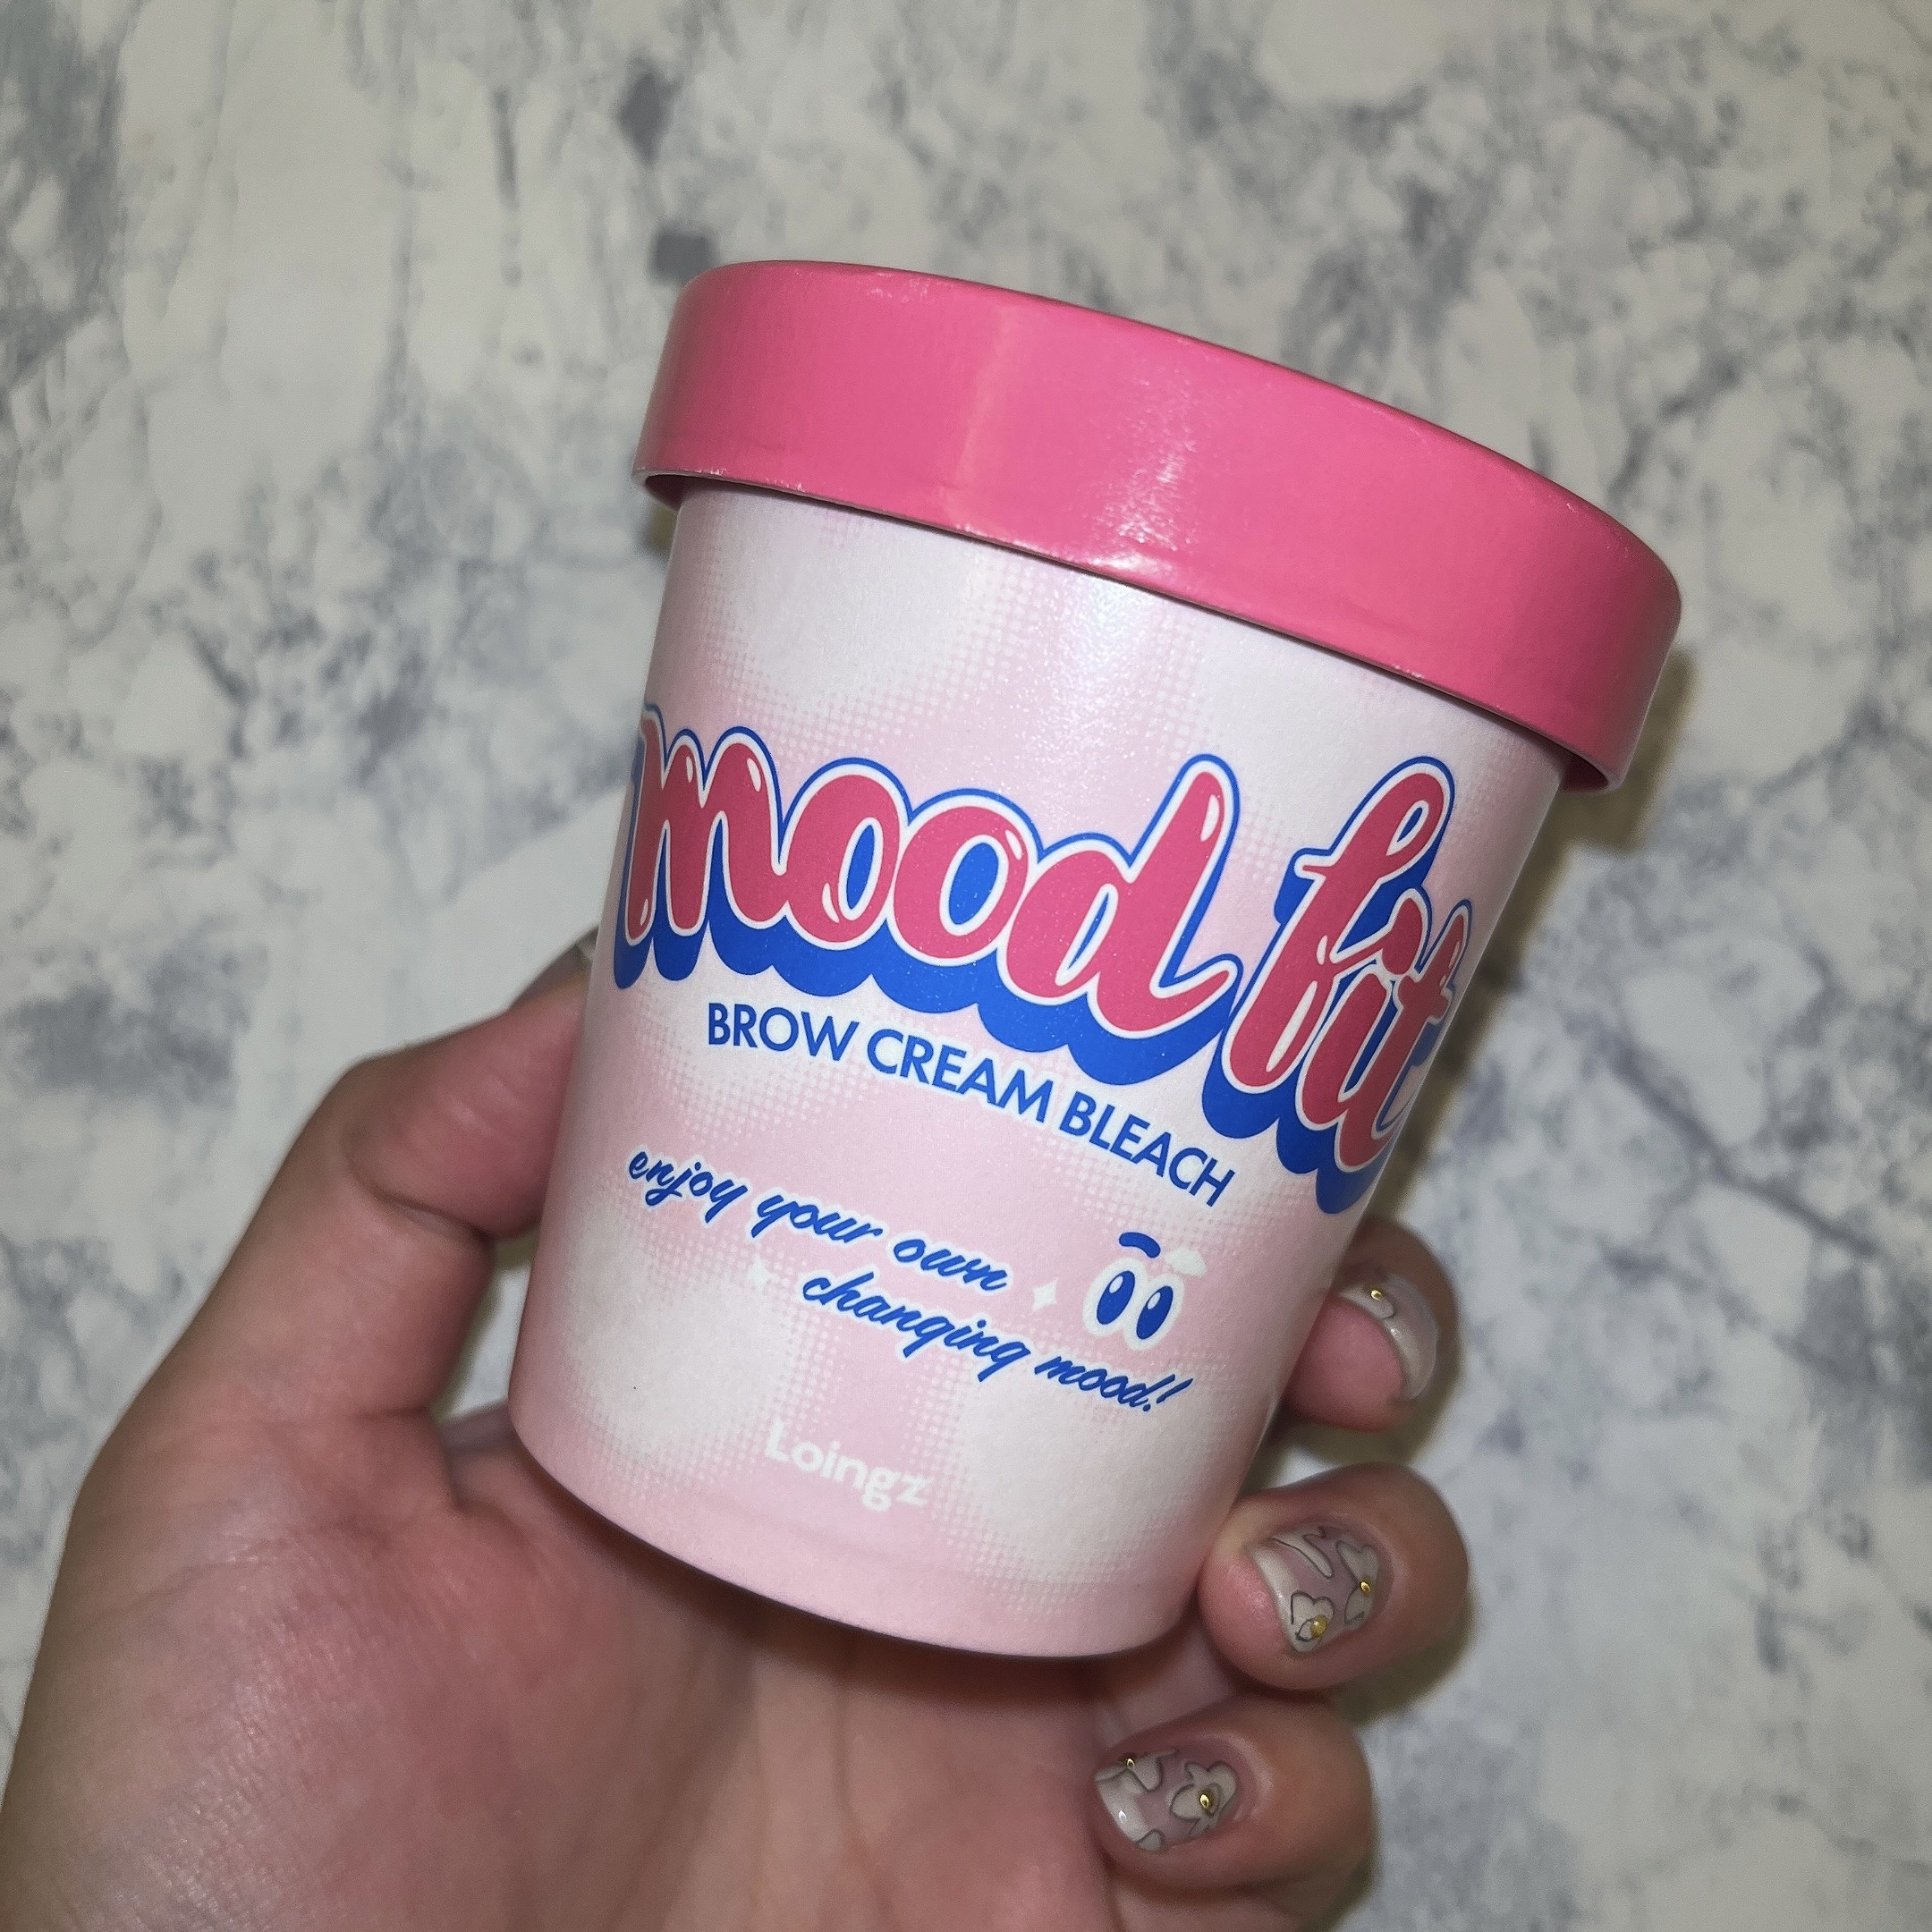 mood fit
BROW CREAM BLEACH
enjoy your own
changing mood!
Loingz